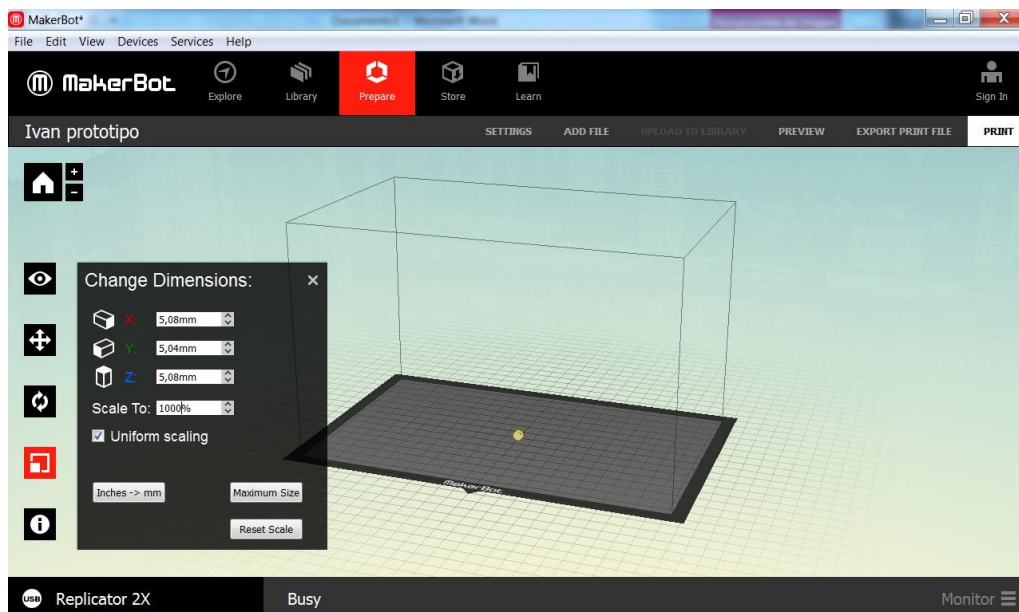 MakerBot*
File Edit View Devices Services Help
MakerBot
Explore
Library
Prepare
Store
Learn
Sign In
Ivan prototipo
SETTINGS
ADD FILE
UPLOAD TO LIBRARY
PREVIEW
EXPORT PRINT FILE
PRINT
+
-
Change Dimensions:
X: 5,08mm
Y: 5,04mm
Z: 5,08mm
Scale To: 1000%
Uniform scaling
Inches -> mm
Maximum Size
Reset Scale
MakerBot
USB Replicator 2X
Busy
Monitor